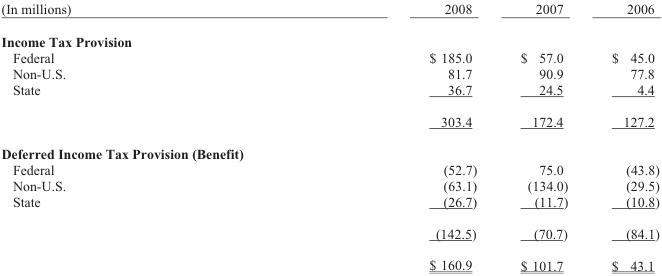 (In millions) 2008 2007 2006
Income Tax Provision
Federal $ 185.0 $ 57.0 $ 45.0
Non-U.S. 81.7 90.9 77.8
State 36.7 24.5 4.4
303.4 172.4 127.2
Deferred Income Tax Provision (Benefit)
Federal (52.7) 75.0 (43.8)
Non-U.S. (63.1) (134.0) (29.5)
State (26.7) (11.7) (10.8)
(142.5) (70.7) (84.1)
$ 160.9 $ 101.7 $ 43.1